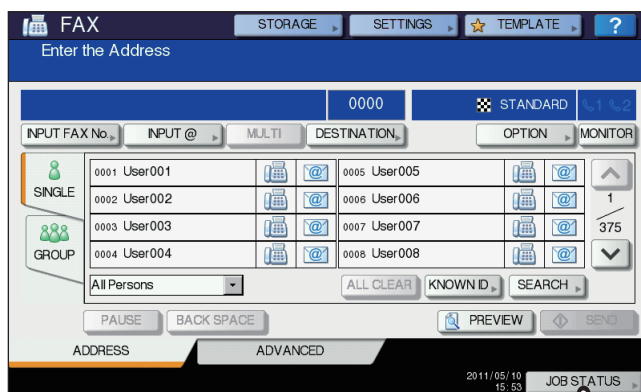 FAX STORAGE SETTINGS TEMPLATE ?
Enter the Address
0000 STANDARD 1 2
INPUT FAX No. INPUT @ MULTI DESTINATION OPTION MONITOR
SINGLE
GROUP
0001 User001 @ 0005 User005 @
0002 User002 @ 0006 User006 @
0003 User003 @ 0007 User007 @
0004 User004 @ 0008 User008 @
1
375
All Persons ALL CLEAR KNOWN ID SEARCH
PAUSE BACK SPACE PREVIEW SEND
ADDRESS ADVANCED
2011/05/10
15:53
JOB STATUS